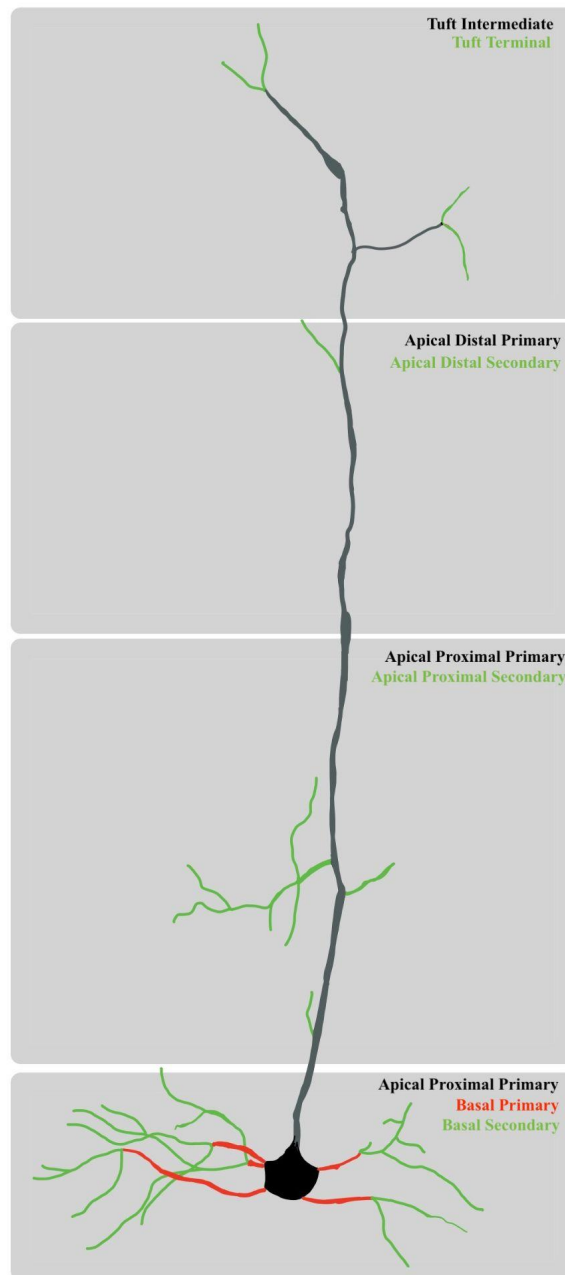 Tuft Intermediate
Tuft Terminal
Apical Distal Primary
Apical Distal Secondary
Apical Proximal Primary
Apical Proximal Secondary
Apical Proximal Primary
Basal Primary
Basal Secondary